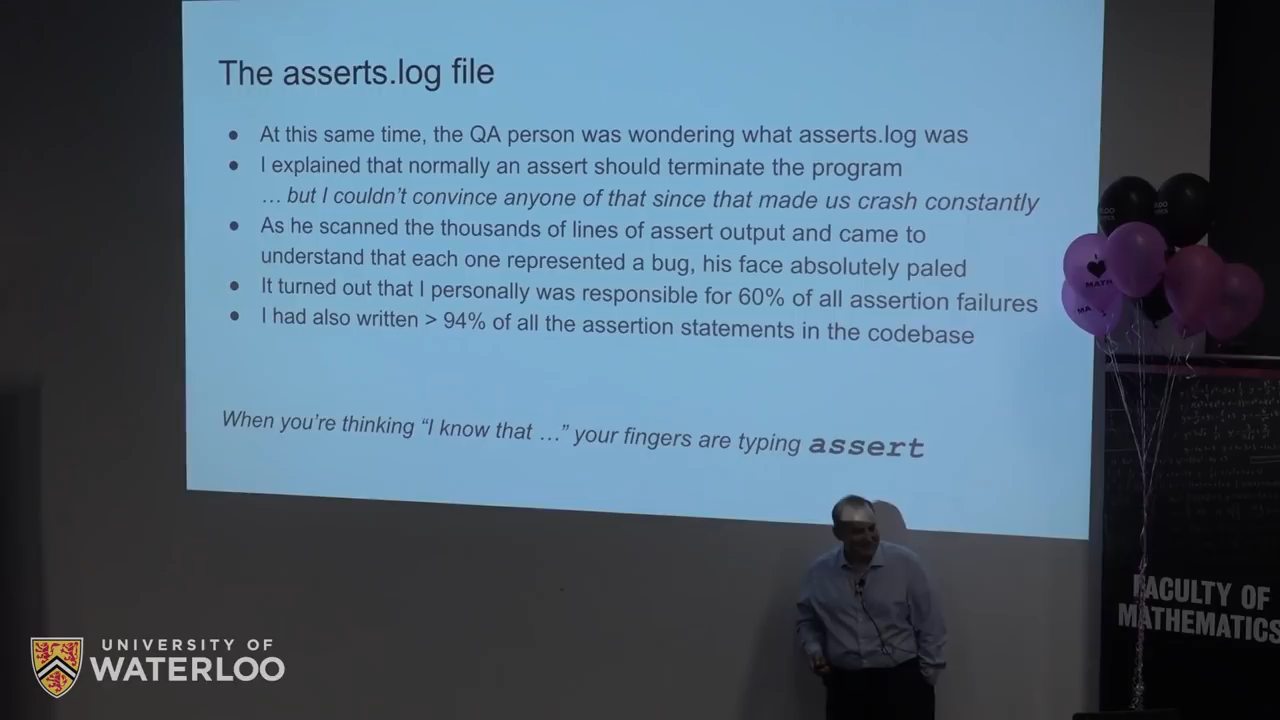 The asserts.log file
● At this same time, the QA person was wondering what asserts.log was
● I explained that normally an assert should terminate the program
… but I couldn't convince anyone of that since that made us crash constantly
● As he scanned the thousands of lines of assert output and came to
understand that each one represented a bug, his face absolutely paled
● It turned out that I personally was responsible for 60% of all assertion failures
● I had also written > 94% of all the assertion statements in the codebase
When you're thinking “I know that …” your fingers are typing assert
I
MATH
MA
FACULTY OF
MATHEMATICS
UNIVERSITY OF
WATERLOO